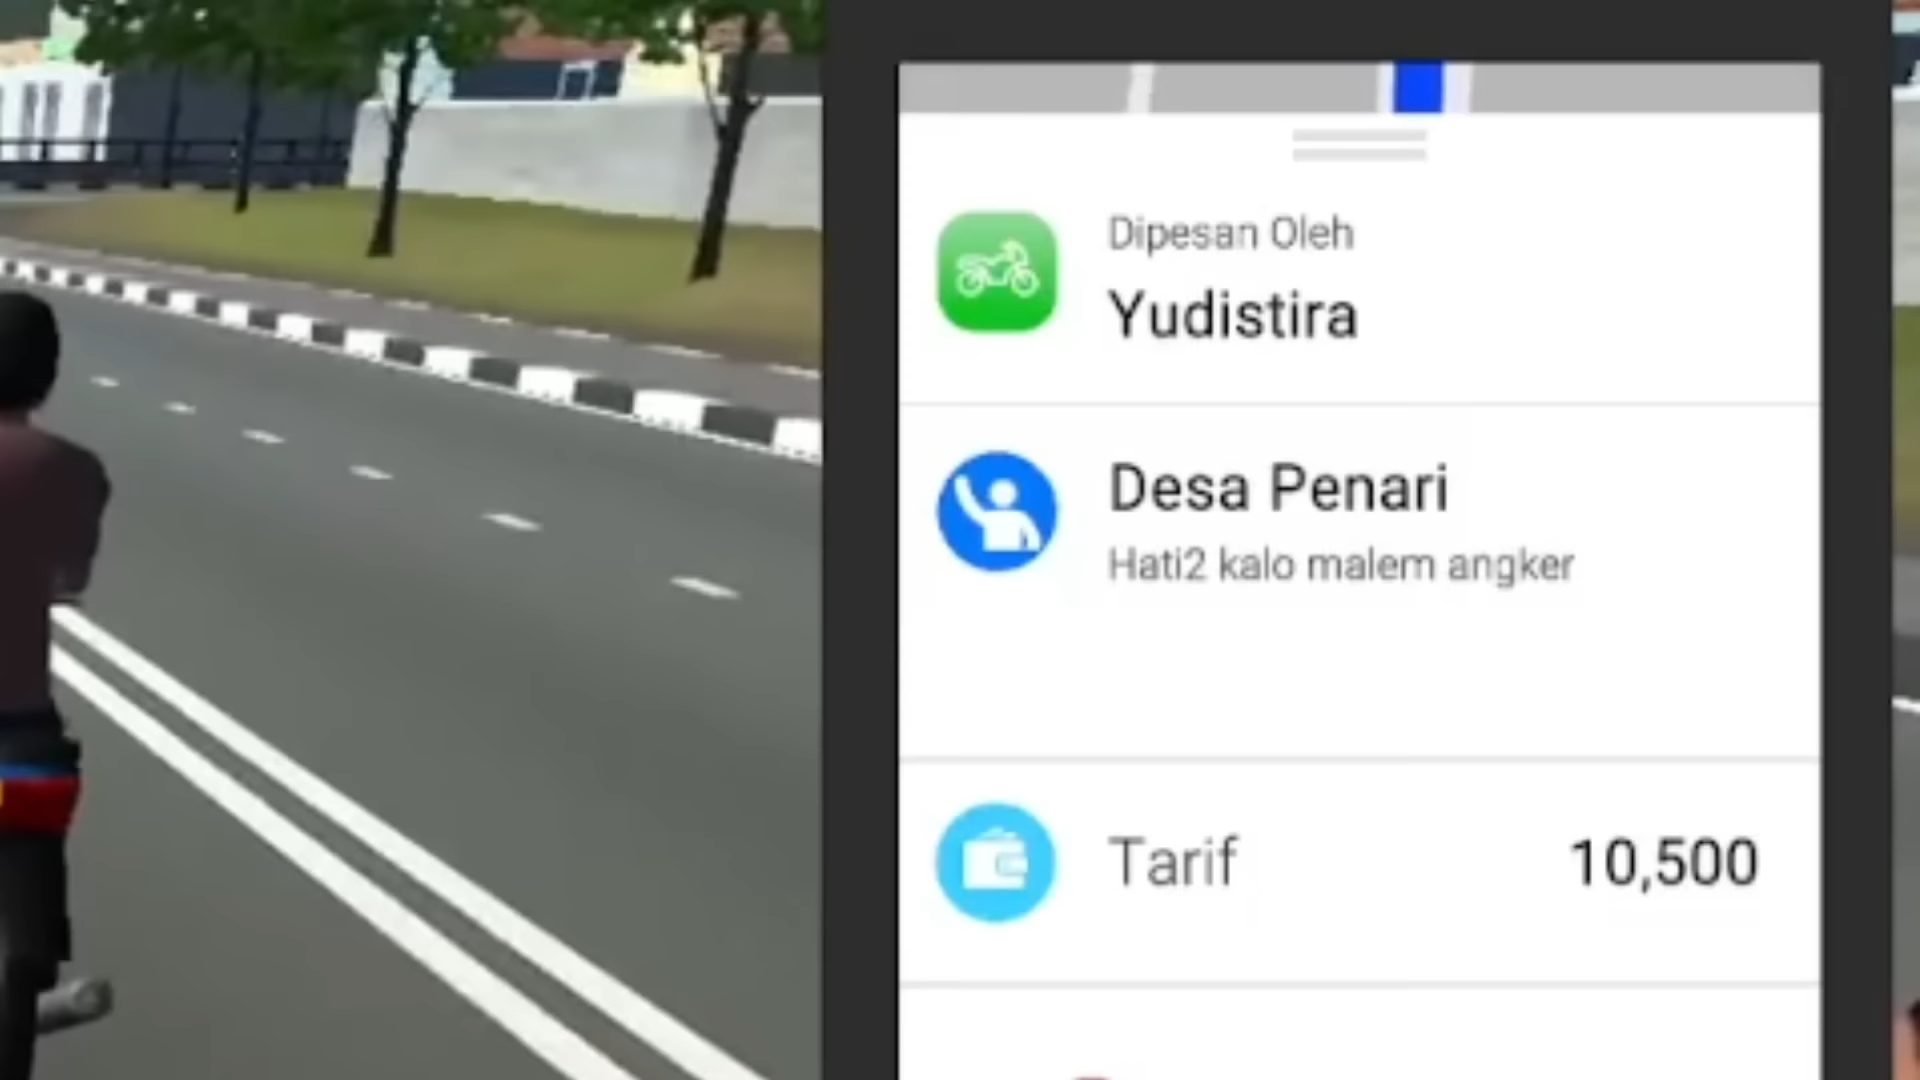 Dipesan Oleh
Yudistira
Desa Penari
Hati2 kalo malem angker
Tarif 10,500